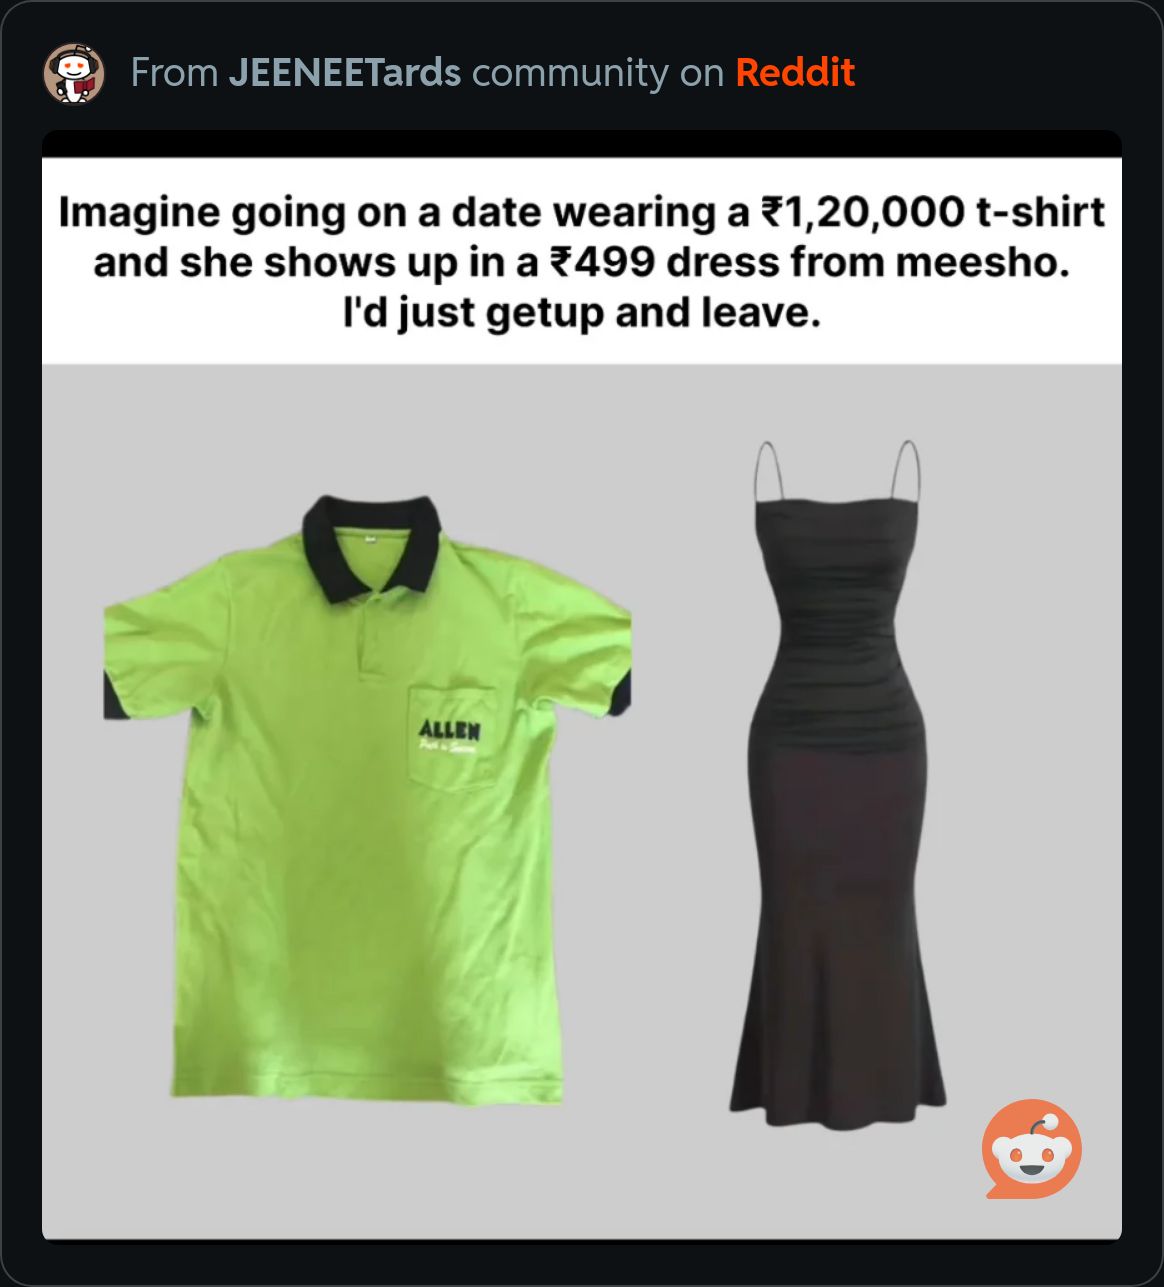 From JEENEETards community on Reddit
Imagine going on a date wearing a ₹1,20,000 t-shirt
and she shows up in a ₹499 dress from meesho.
I'd just getup and leave.
ALLEN